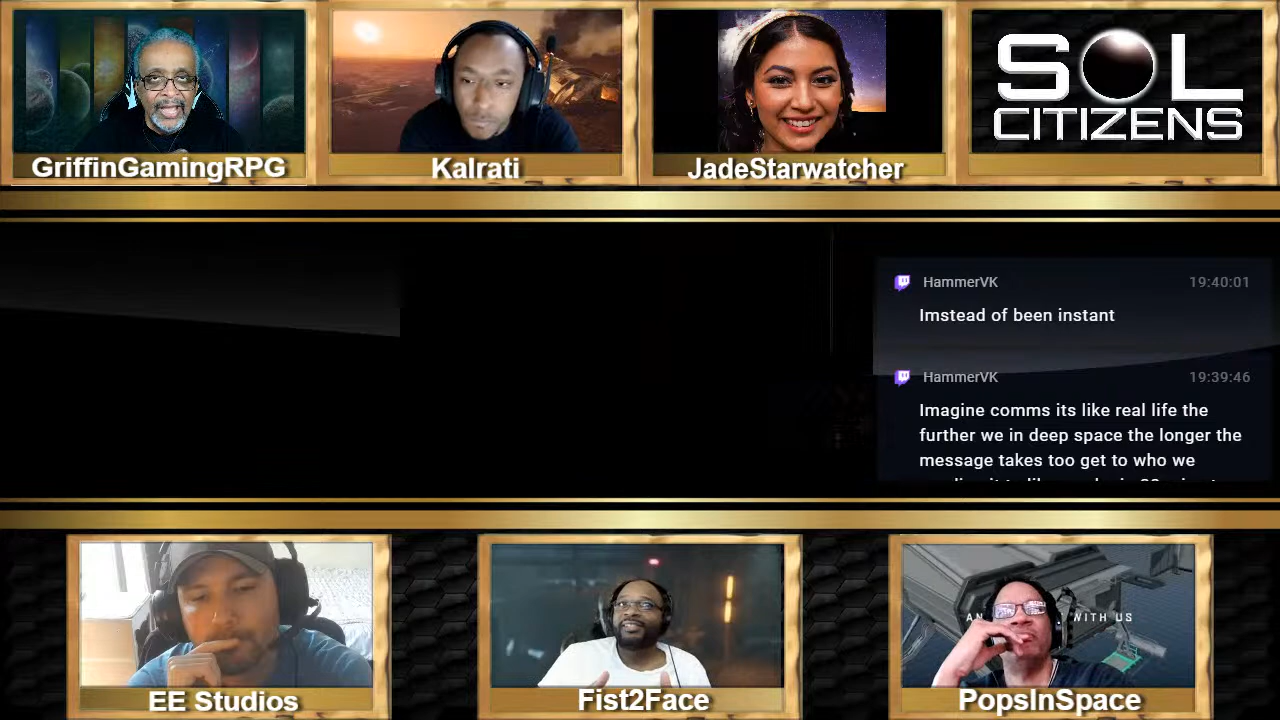 SOL
CITIZENS
GriffinGamingRPG
Kalrati
JadeStarwatcher
HammerVK
19:40:01
Imstead of been instant
HammerVK
19:39:46
Imagine comms its like real life the
further we in deep space the longer the
message takes too get to who we
WITH US
EE Studios
Fist2Face
PopsInSpace